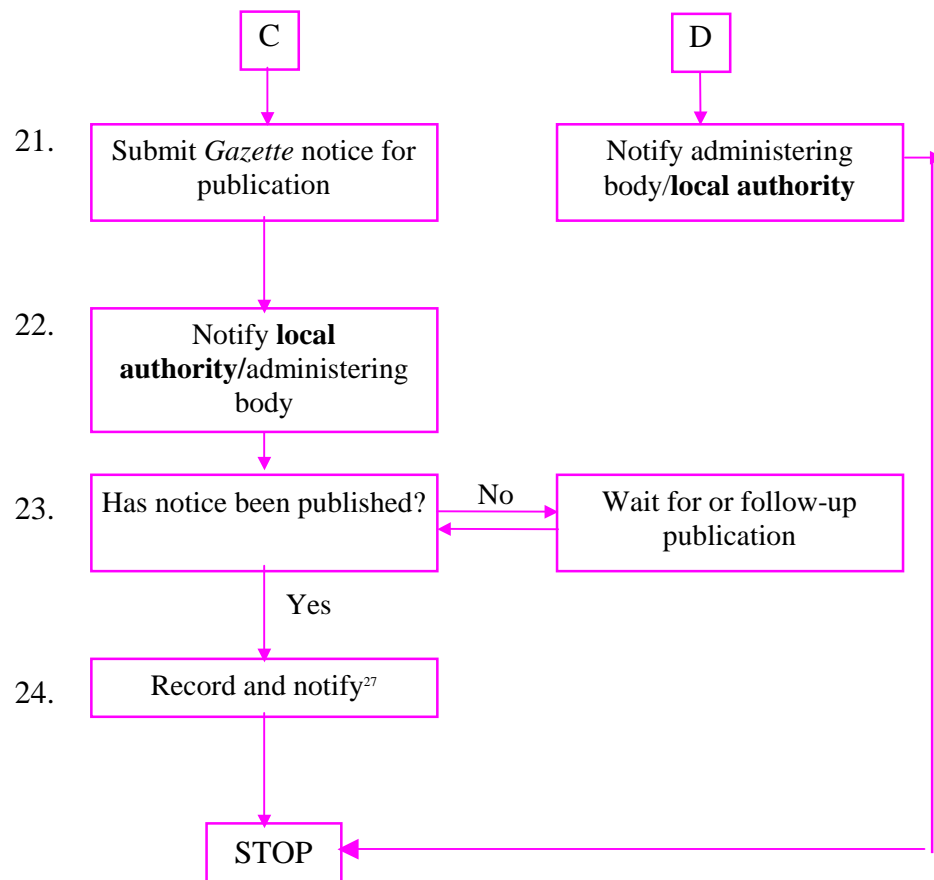 C
D
21.
Submit Gazette notice for
publication
Notify administering
body/local authority
22.
Notify local
authority/administering
body
23.
Has notice been published?
No
Wait for or follow-up
publication
Yes
24.
Record and notify27
STOP